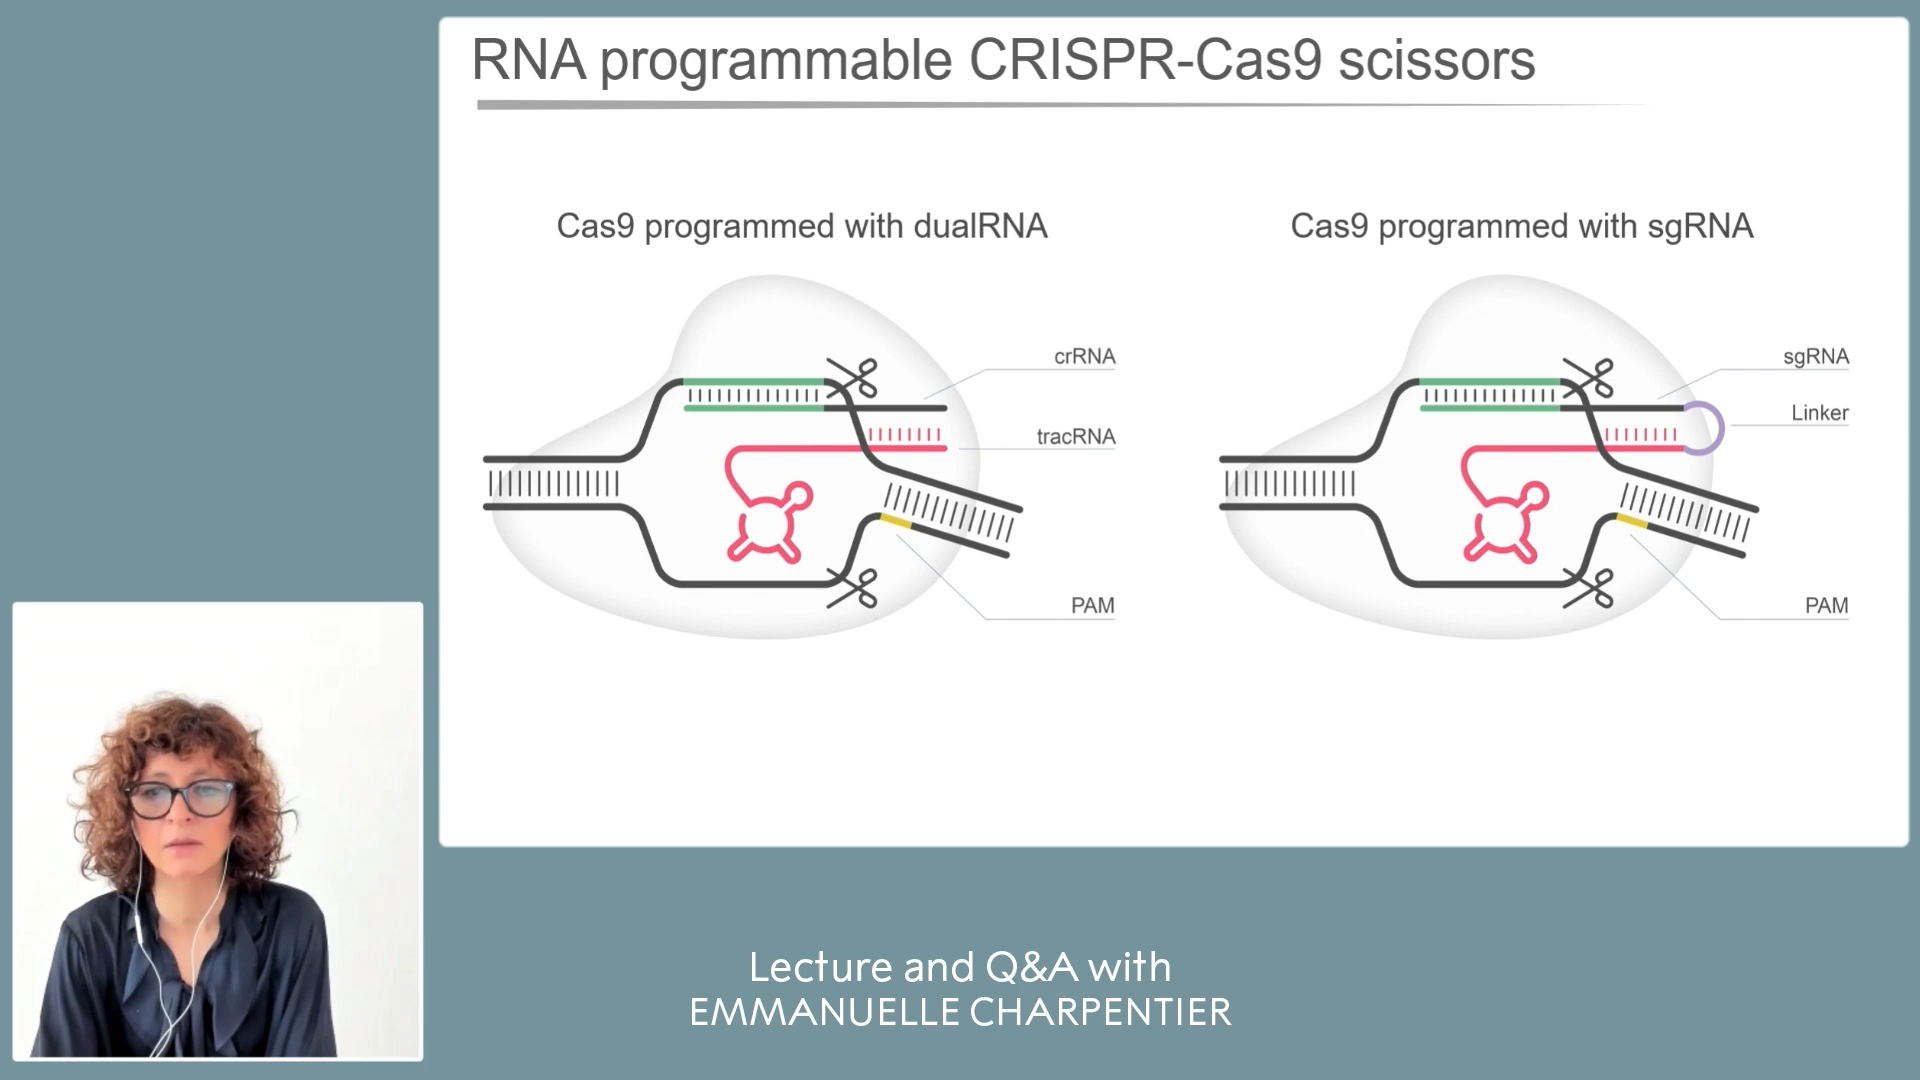 RNA programmable CRISPR-Cas9 scissors
Cas9 programmed with dualRNA
crRNA
tracRNA
PAM
Cas9 programmed with sgRNA
sgRNA
Linker
PAM
Lecture and Q&A with
EMMANUELLE CHARPENTIER